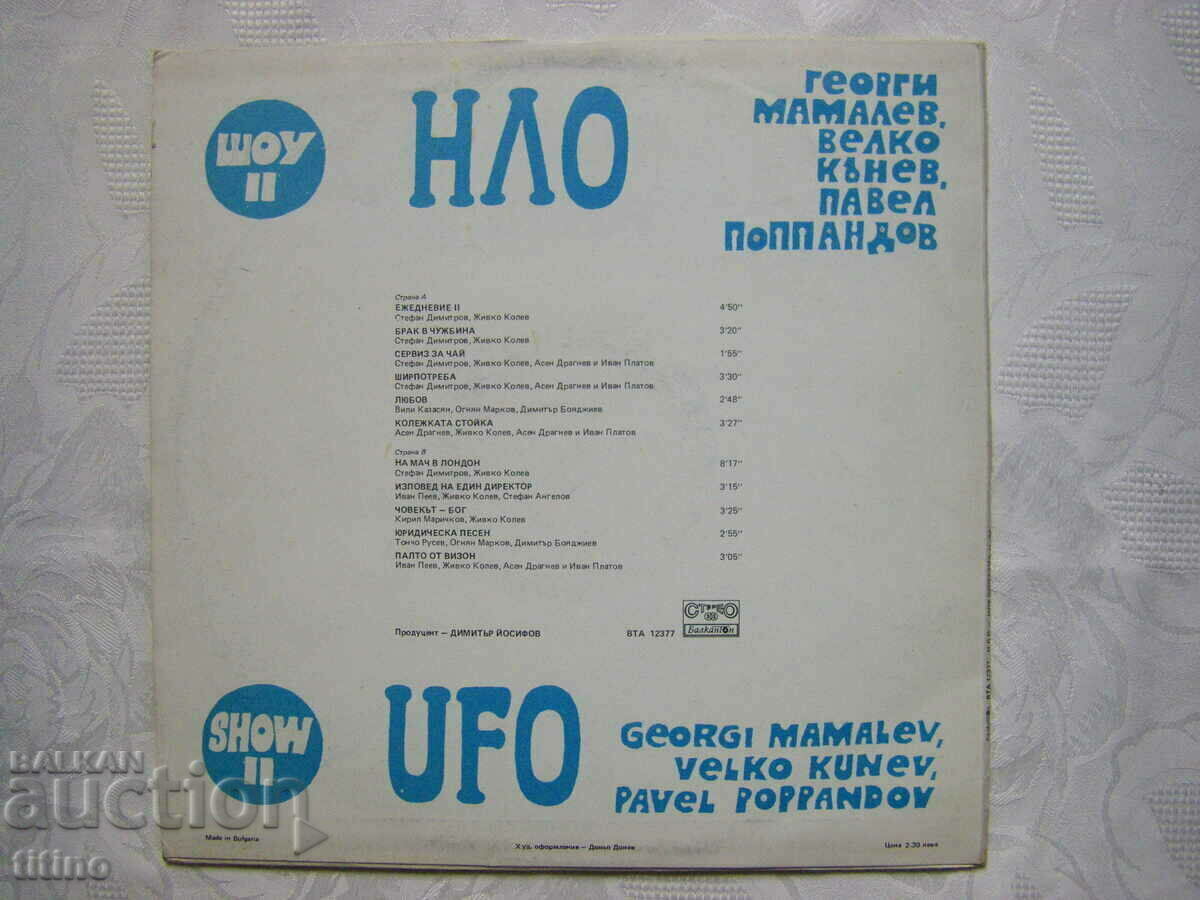 ШОУ
II
НЛО
ГЕОРГИ
МАМАЛЕВ,
ВЕЛКО
КЪНЕВ,
ПАВЕЛ
ПОППАНДОВ
Страна А
ЕЖЕДНЕВИЕ II 4'50"
Стефан Димитров, Живко Колев
БРАК В ЧУЖБИНА 3'20"
Стефан Димитров, Живко Колев
СЕРВИЗ ЗА ЧАЙ 1'55"
Стефан Димитров, Живко Колев, Асен Драгнев и Иван Платов
ШИРПОТРЕБА 3'30"
Стефан Димитров, Живко Колев, Асен Драгнев и Иван Платов
ЛЮБОВ 2'48"
Вили Казасян, Огнян Марков, Димитър Бояджиев
КОЛЕЖКАТА СТОЙКА 3'27"
Асен Драгнев, Живко Колев, Асен Драгнев и Иван Платов
Страна В
НА МАЧ В ЛОНДОН 8'17"
Стефан Димитров, Живко Колев
ИЗПОВЕД НА ЕДИН ДИРЕКТОР 3'15"
Иван Пеев, Живко Колев, Стефан Ангелов
ЧОВЕКЪТ – БОГ 3'25"
Кирил Маричков, Живко Колев
ЮРИДИЧЕСКА ПЕСЕН 2'55"
Тончо Русев, Огнян Марков, Димитър Бояджиев
ПАЛТО ОТ ВИЗОН 3'05"
Иван Пеев, Живко Колев, Асен Драгнев и Иван Платов
Продуцент – ДИМИТЪР ЙОСИФОВ ВТА 12377
СТЕРЕО
Балкантон
SHOW
II
UFO
GEORGI MAMALEV,
VELKO KUNEV,
PAVEL POPPANDOV
Made in Bulgaria
Худ. оформление – Доньо Донев
Цена 2.30 лева
BALKAN
auction
titino